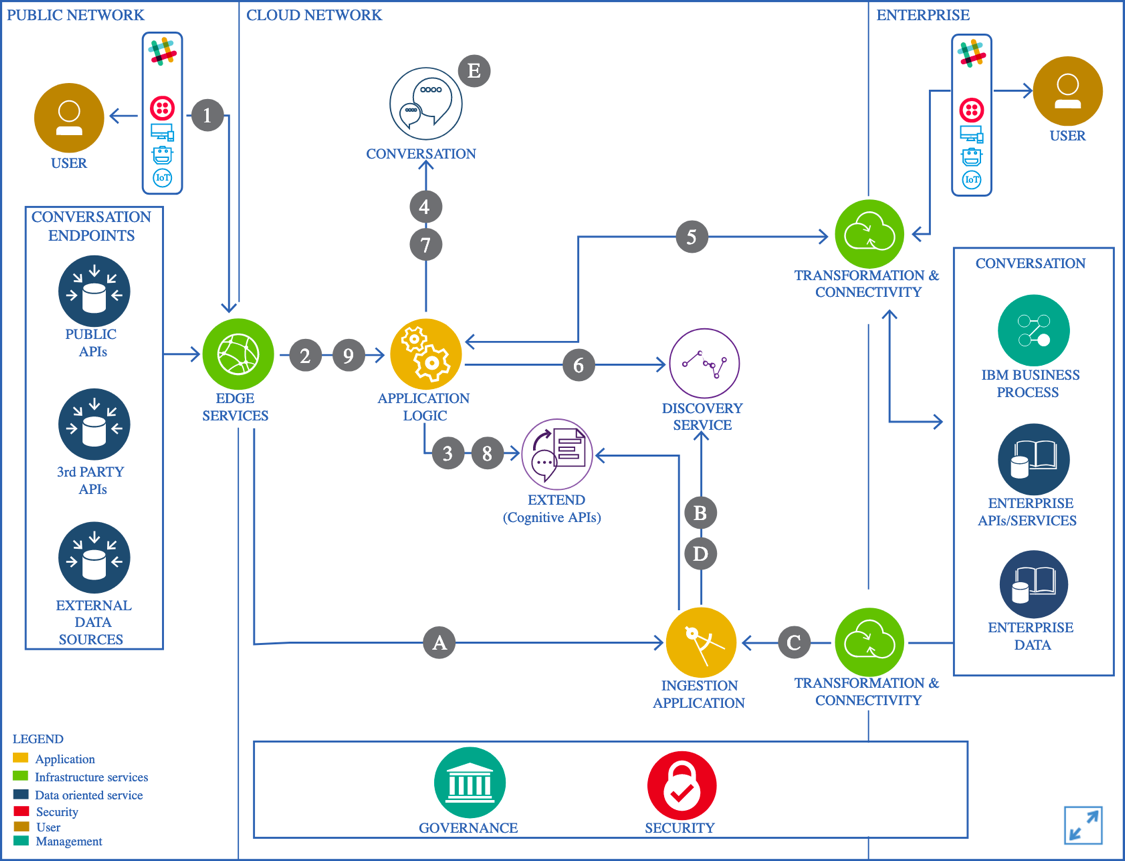 PUBLIC NETWORK
CLOUD NETWORK
ENTERPRISE
USER
IoT
1
CONVERSATION
ENDPOINTS
PUBLIC
APIs
3rd PARTY
APIs
EXTERNAL
DATA
SOURCES
EDGE
SERVICES
2
9
E
CONVERSATION
4
7
APPLICATION
LOGIC
5
6
3
8
DISCOVERY
SERVICE
EXTEND
(Cognitive APIs)
B
D
A
INGESTION
APPLICATION
C
IoT
USER
TRANSFORMATION &
CONNECTIVITY
CONVERSATION
IBM BUSINESS
PROCESS
ENTERPRISE
APIs/SERVICES
ENTERPRISE
DATA
TRANSFORMATION &
CONNECTIVITY
GOVERNANCE
SECURITY
LEGEND
Application
Infrastructure services
Data oriented service
Security
User
Management